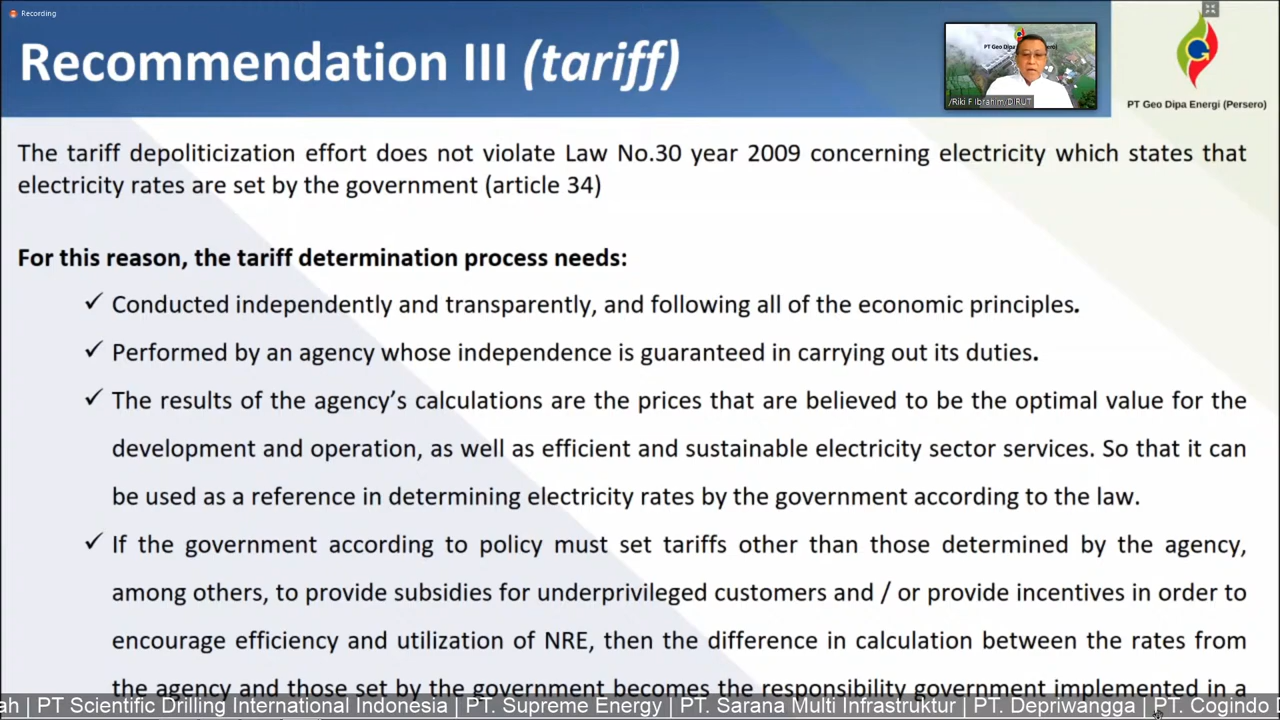 Recording
Recommendation III (tariff)
PT Geo Dipa Energi (Persero)
/Riki F Ibrahim/DIRUT
The tariff depoliticization effort does not violate Law No.30 year 2009 concerning electricity which states that
electricity rates are set by the government (article 34)
For this reason, the tariff determination process needs:
✓ Conducted independently and transparently, and following all of the economic principles.
✓ Performed by an agency whose independence is guaranteed in carrying out its duties.
✓ The results of the agency’s calculations are the prices that are believed to be the optimal value for the
development and operation, as well as efficient and sustainable electricity sector services. So that it can
be used as a reference in determining electricity rates by the government according to the law.
✓ If the government according to policy must set tariffs other than those determined by the agency,
among others, to provide subsidies for underprivileged customers and / or provide incentives in order to
encourage efficiency and utilization of NRE, then the difference in calculation between the rates from
the agency and those set by the government becomes the responsibility government implemented in a
ah | PT Scientific Drilling International Indonesia | PT. Supreme Energy | PT. Sarana Multi Infrastruktur | PT. Depriwangga | PT. Cogindo